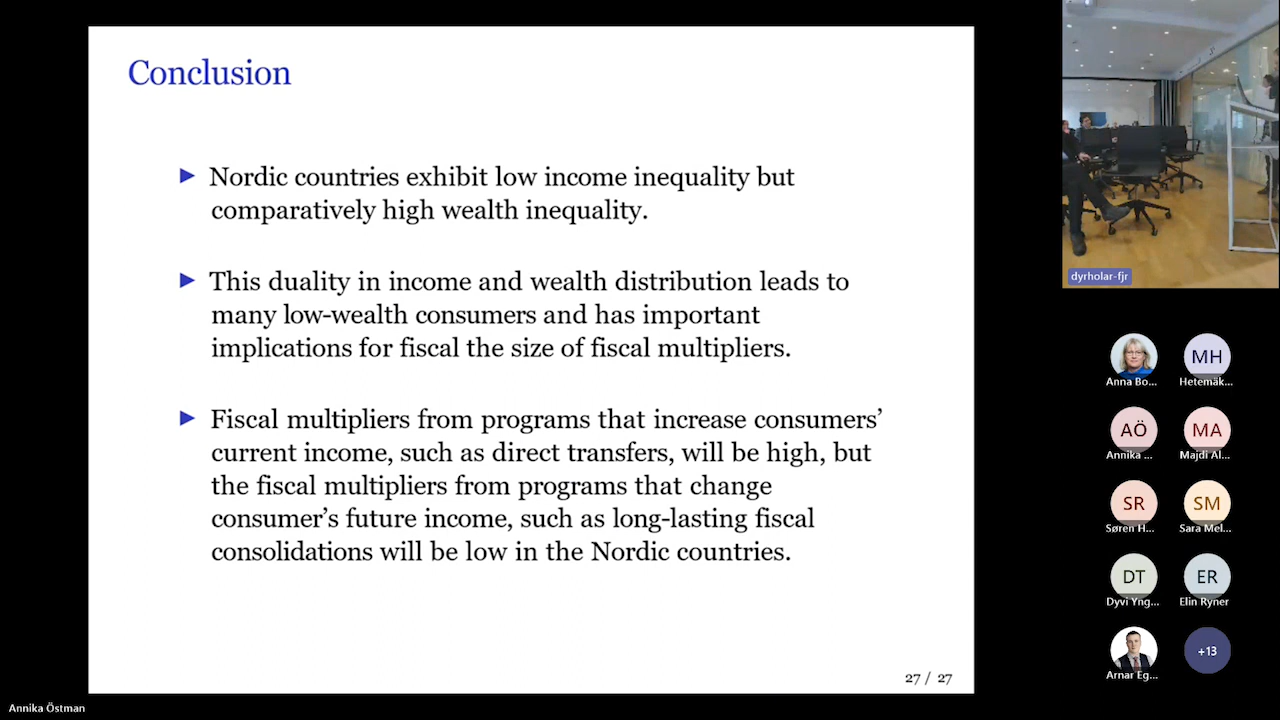 Conclusion
► Nordic countries exhibit low income inequality but
comparatively high wealth inequality.
► This duality in income and wealth distribution leads to
many low-wealth consumers and has important
implications for fiscal the size of fiscal multipliers.
► Fiscal multipliers from programs that increase consumers’
current income, such as direct transfers, will be high, but
the fiscal multipliers from programs that change
consumer’s future income, such as long-lasting fiscal
consolidations will be low in the Nordic countries.
27 / 27
Annika Östman
dyrholar-fjr
Anna Bo...
MH
Hetemäk...
AÖ
Annika ...
MA
Majdi Al...
SR
Søren H...
SM
Sara Mel...
DT
Dyvi Yng...
ER
Elin Ryner
Arnar Eg...
+13